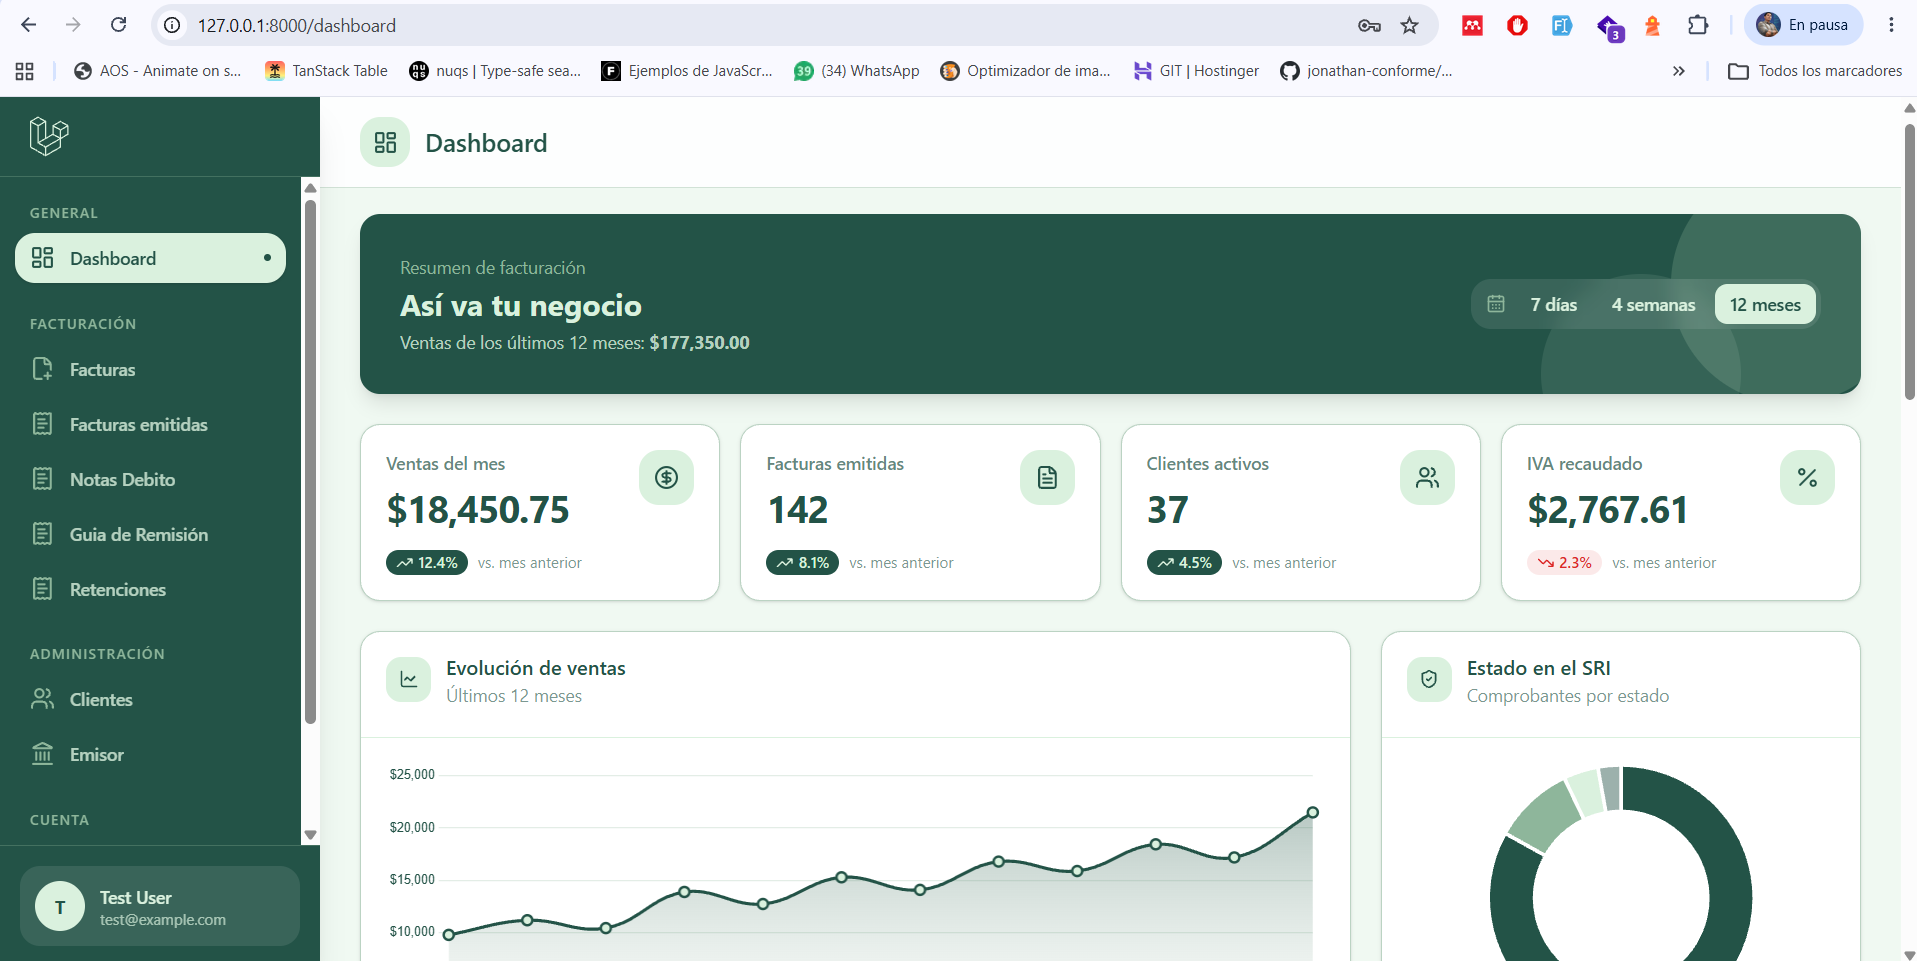 127.0.0.1:8000/dashboard
3
En pausa
AOS - Animate on s...
TanStack Table
nuqs | Type-safe sea...
Ejemplos de JavaScr...
39
(34) WhatsApp
Optimizador de ima...
GIT | Hostinger
jonathan-conforme/...
Todos los marcadores
GENERAL
Dashboard
FACTURACIÓN
Facturas
Facturas emitidas
Notas Debito
Guia de Remisión
Retenciones
ADMINISTRACIÓN
Clientes
Emisor
CUENTA
T
Test User
test@example.com
Dashboard
Resumen de facturación
Así va tu negocio
Ventas de los últimos 12 meses: $177,350.00
7 días
4 semanas
12 meses
Ventas del mes
$18,450.75
12.4% vs. mes anterior
Facturas emitidas
142
8.1% vs. mes anterior
Clientes activos
37
4.5% vs. mes anterior
IVA recaudado
$2,767.61
2.3% vs. mes anterior
Evolución de ventas
Últimos 12 meses
$25,000
$20,000
$15,000
$10,000
Estado en el SRI
Comprobantes por estado